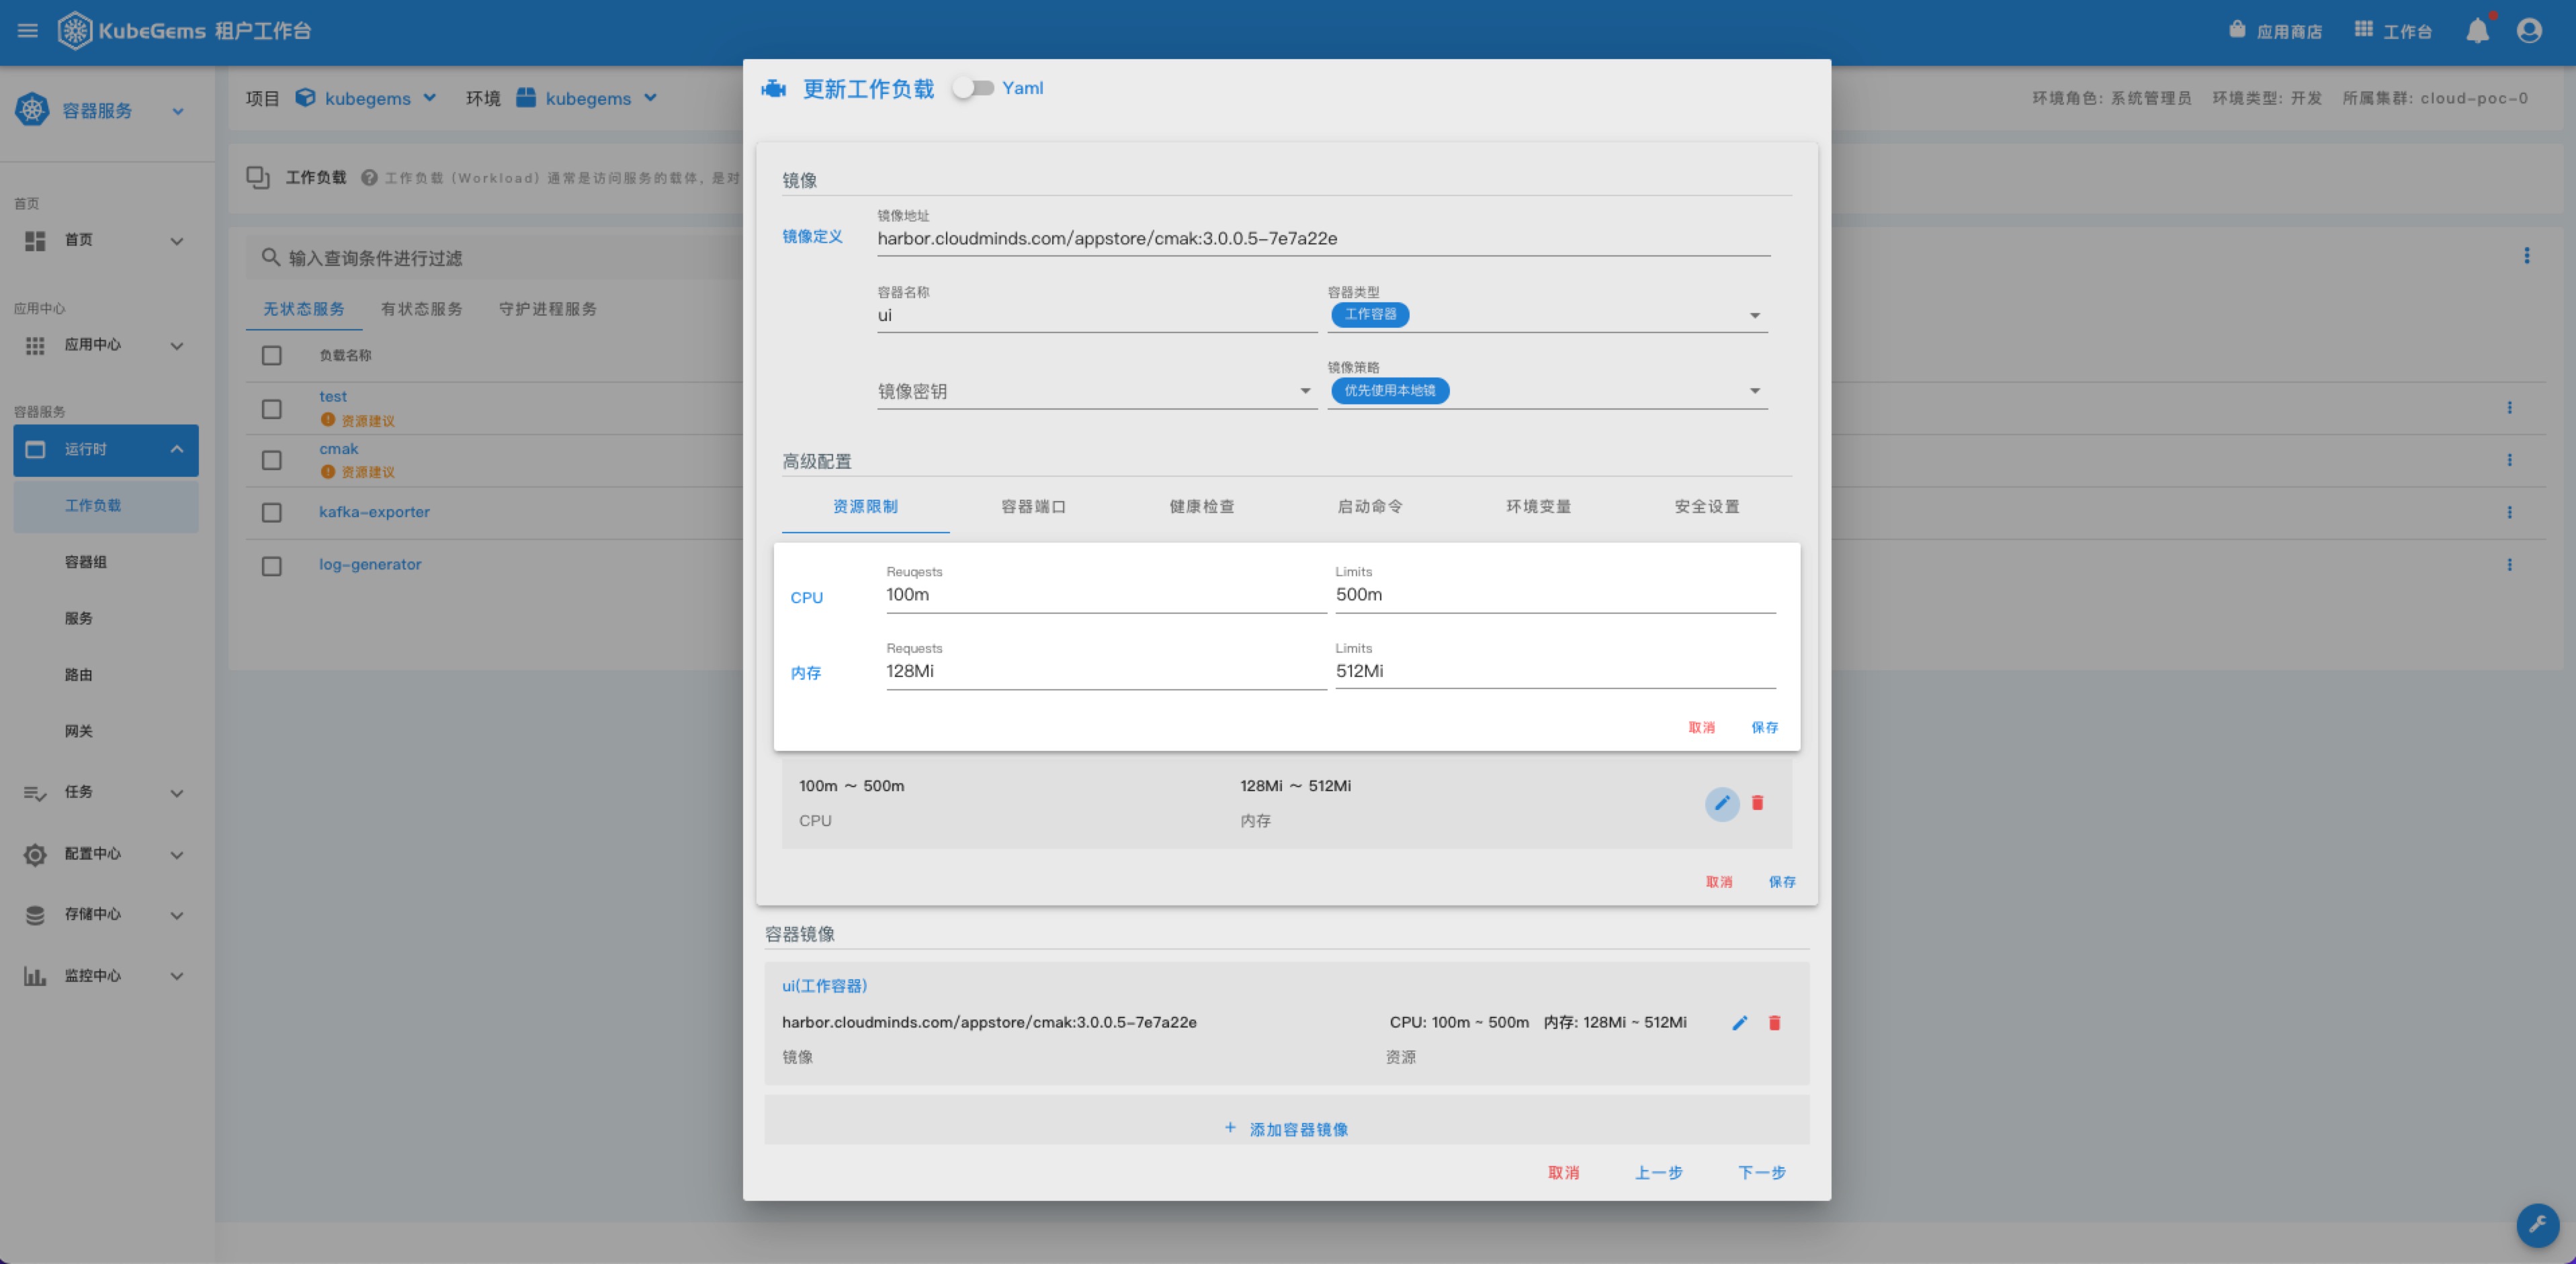 KubeGems 租户工作台
应用商店
工作台
容器服务
项目 kubegems 环境 kubegems
环境角色: 系统管理员 环境类型: 开发 所属集群: cloud-poc-0
工作负载 工作负载 (Workload) 通常是访问服务的载体, 是对
首页
首页
应用中心
应用中心
容器服务
运行时
工作负载
容器组
服务
路由
网关
任务
配置中心
存储中心
监控中心
输入查询条件进行过滤
无状态服务 有状态服务 守护进程服务
负载名称
test
资源建议
cmak
资源建议
kafka-exporter
log-generator
更新工作负载 Yaml
镜像
镜像定义
镜像地址
harbor.cloudminds.com/appstore/cmak:3.0.0.5-7e7a22e
容器名称
ui
容器类型
工作容器
镜像密钥
镜像策略
优先使用本地镜
高级配置
资源限制 容器端口 健康检查 启动命令 环境变量 安全设置
CPU
Reuqests
100m
Limits
500m
内存
Requests
128Mi
Limits
512Mi
取消 保存
100m ~ 500m
CPU
128Mi ~ 512Mi
内存
取消 保存
容器镜像
ui(工作容器)
harbor.cloudminds.com/appstore/cmak:3.0.0.5-7e7a22e
镜像
CPU: 100m ~ 500m 内存: 128Mi ~ 512Mi
资源
+ 添加容器镜像
取消 上一步 下一步